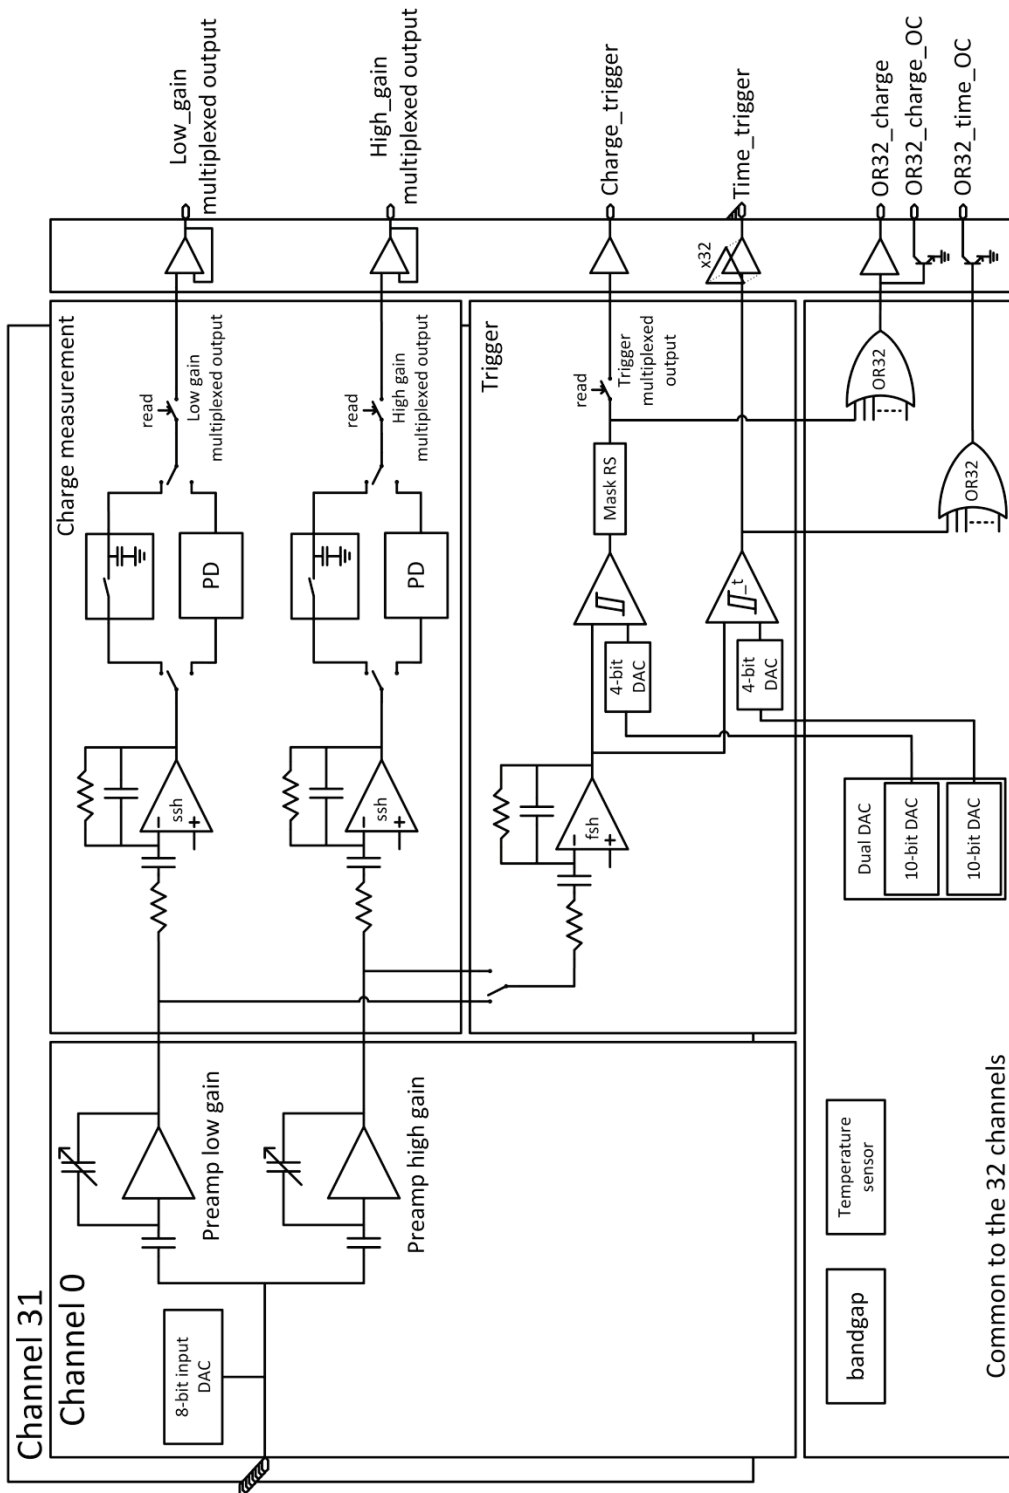 Channel 31
Channel 0
8-bit input
DAC
Preamp low gain
Preamp high gain
Charge measurement
ssh
−
+
PD
read
Low gain
multiplexed output
ssh
−
+
PD
read
High gain
multiplexed output
Trigger
fsh
−
+
4-bit
DAC
Mask RS
read
Trigger
multiplexed
output
4-bit
DAC
_t
x32
Low_gain
multiplexed output
High_gain
multiplexed output
Charge_trigger
Time_trigger
OR32_charge
OR32_charge_OC
OR32_time_OC
OR32
OR32
Dual DAC
10-bit DAC
10-bit DAC
Temperature
sensor
bandgap
Common to the 32 channels